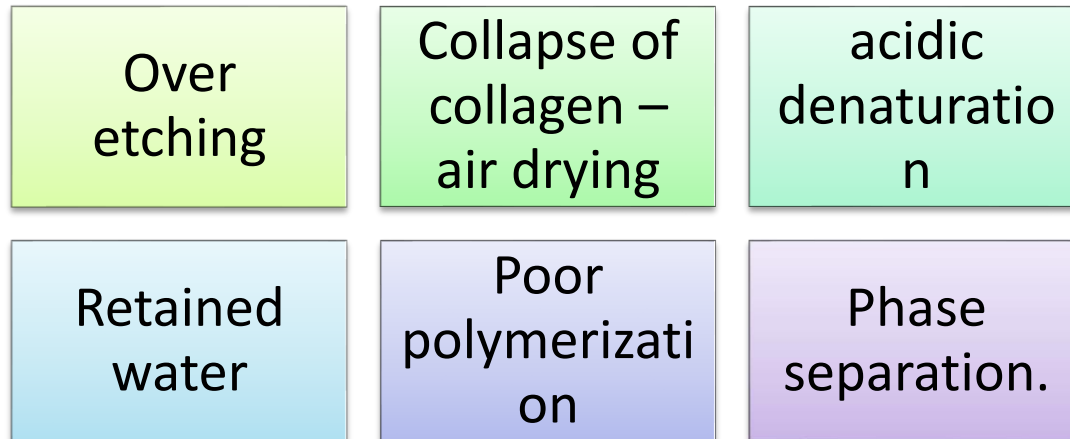 Over
etching
Collapse of
collagen –
air drying
acidic
denaturatio
n
Retained
water
Poor
polymerizati
on
Phase
separation.